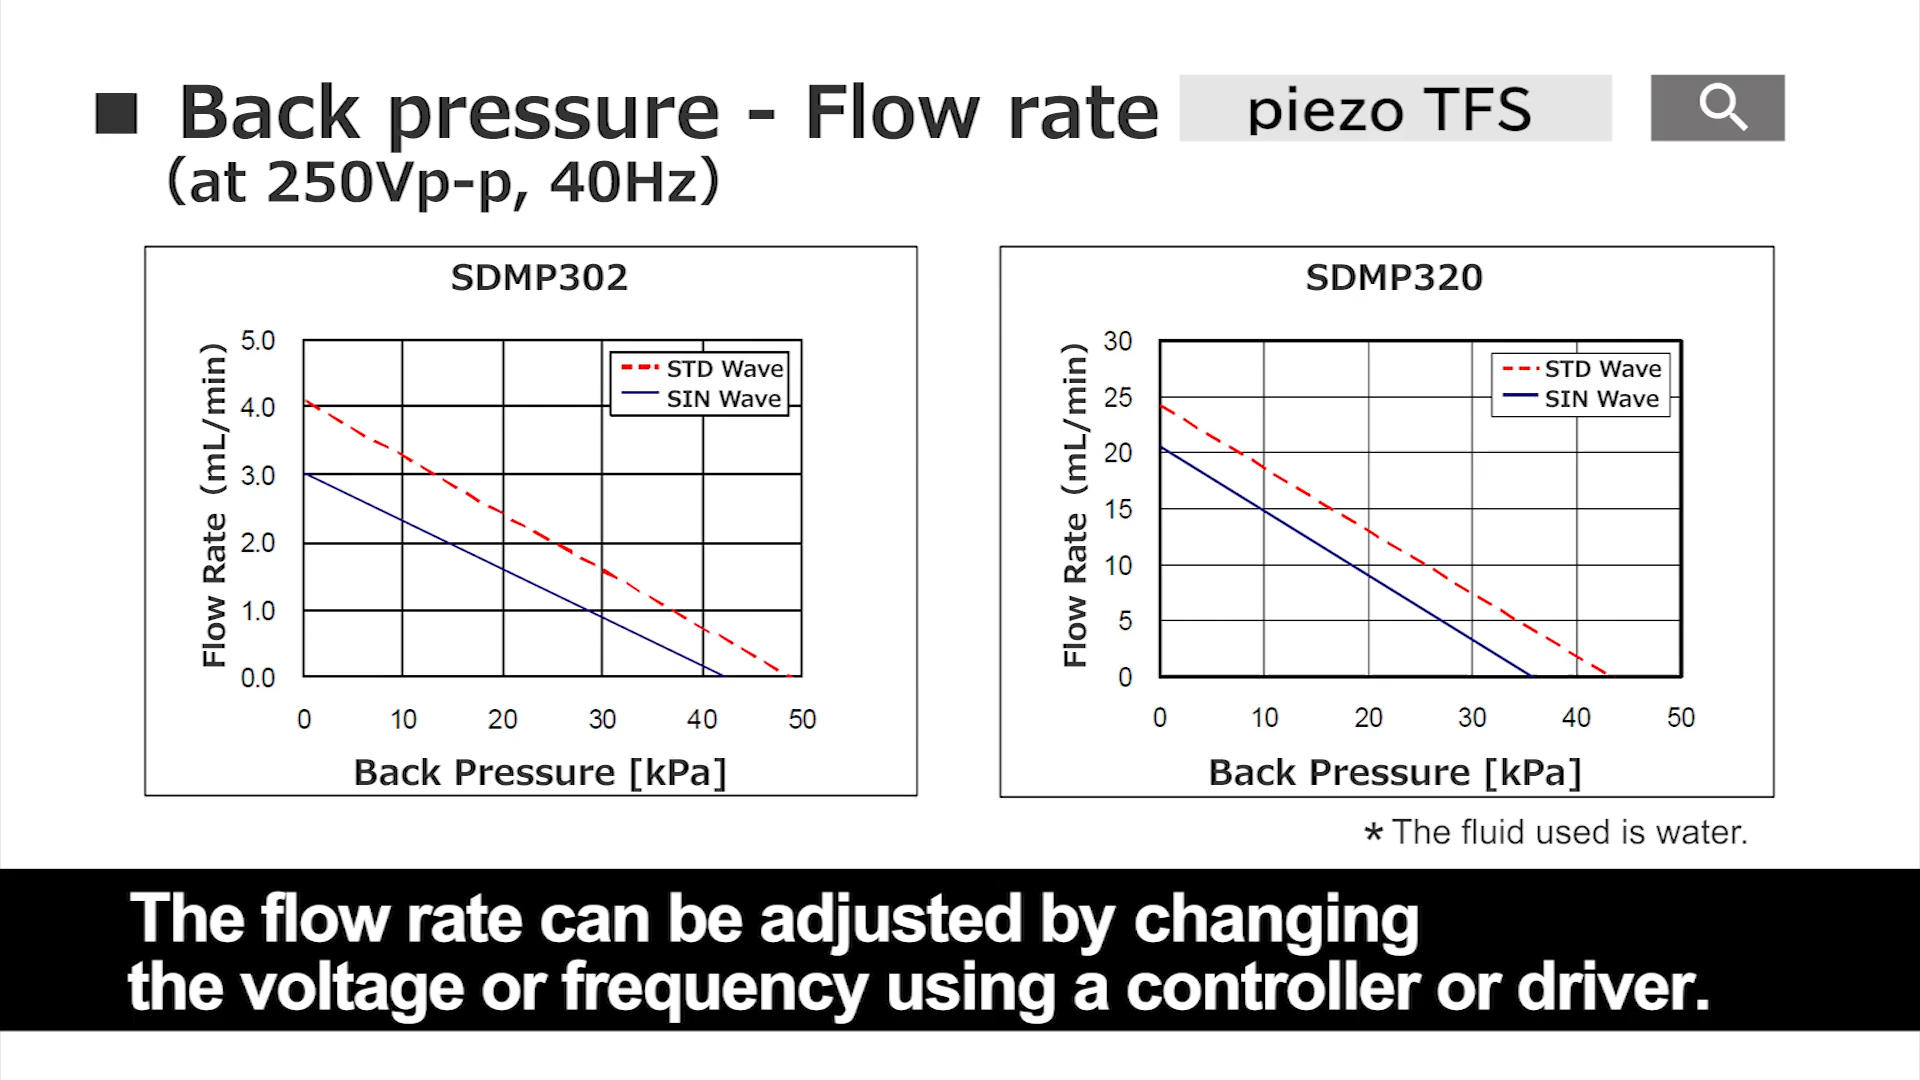 ■ Back pressure - Flow rate
piezo TFS
(at 250Vp-p, 40Hz)
SDMP302
Flow Rate (mL/min)
5.0
4.0
3.0
2.0
1.0
0.0
STD Wave
SIN Wave
0 10 20 30 40 50
Back Pressure [kPa]
SDMP320
Flow Rate (mL/min)
30
25
20
15
10
5
0
STD Wave
SIN Wave
0 10 20 30 40 50
Back Pressure [kPa]
* The fluid used is water.
The flow rate can be adjusted by changing
the voltage or frequency using a controller or driver.